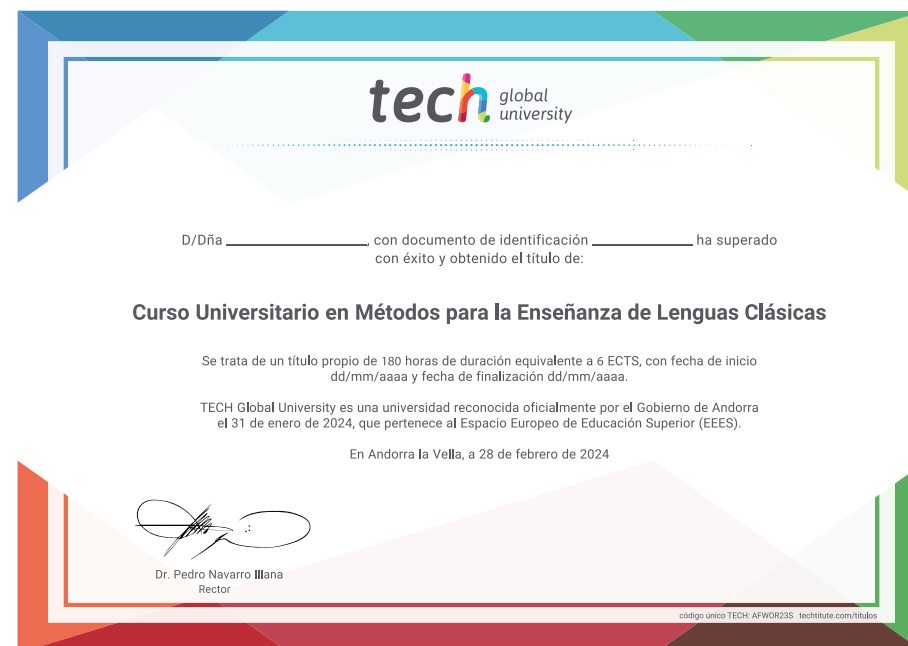 tech global
university
D/Dña ______________, con documento de identificación ____________ ha superado
con éxito y obtenido el título de:
Curso Universitario en Métodos para la Enseñanza de Lenguas Clásicas
Se trata de un título propio de 180 horas de duración equivalente a 6 ECTS, con fecha de inicio
dd/mm/aaaa y fecha de finalización dd/mm/aaaa.
TECH Global University es una universidad reconocida oficialmente por el Gobierno de Andorra
el 31 de enero de 2024, que pertenece al Espacio Europeo de Educación Superior (EEES).
En Andorra la Vella, a 28 de febrero de 2024
Dr. Pedro Navarro Illana
Rector
código único TECH: AFWOR23S techtitute.com/titulos